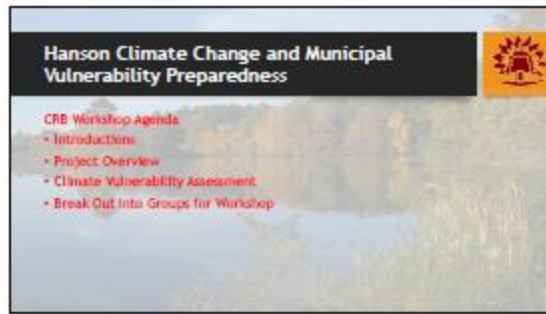 Hanson Climate Change and Municipal
Vulnerability Preparedness
CRB Workshop Agenda
• Introductions
• Project Overview
• Climate Vulnerability Assessment
• Break Out Into Groups for Workshop